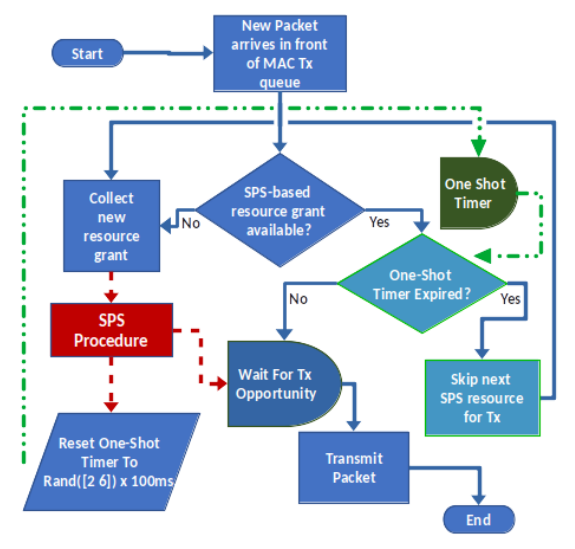 New Packet
arrives in front
of MAC Tx
queue
Start
One Shot
Timer
Collect
new
resource
grant
SPS-based
resource grant
available?
No
Yes
One-Shot
Timer Expired?
No
Yes
SPS
Procedure
Wait For Tx
Opportunity
Skip next
SPS resource
for Tx
Reset One-Shot
Timer To
Rand([2 6]) x 100ms
Transmit
Packet
End